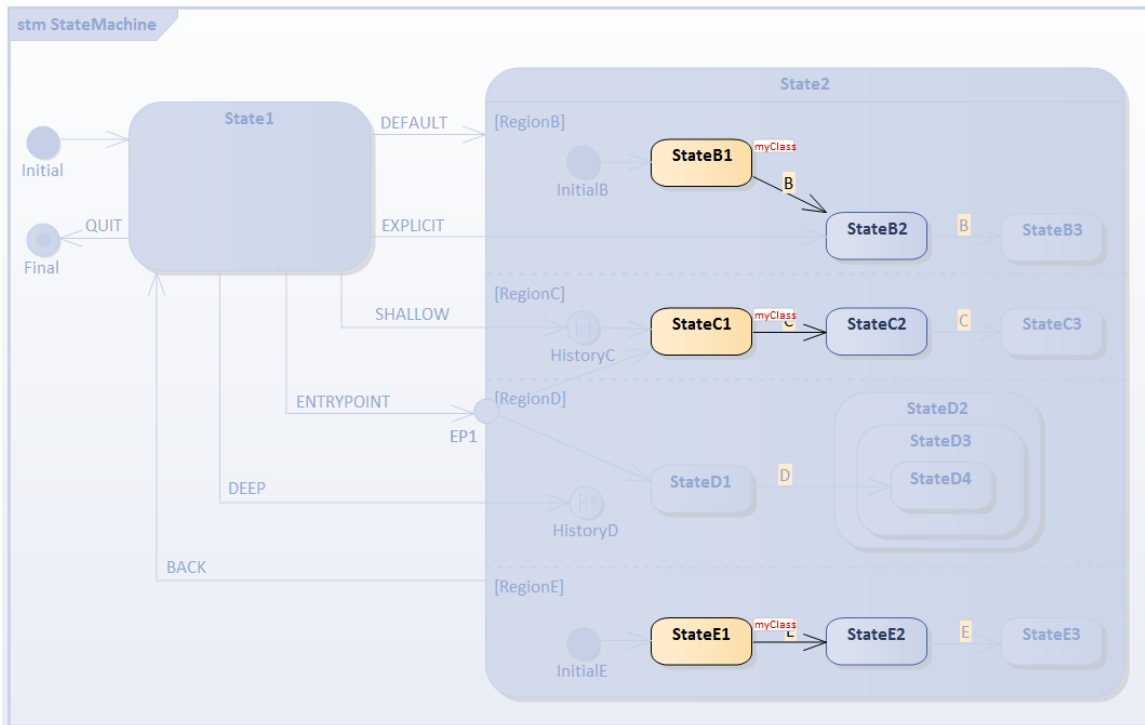 stm StateMachine
State2
State1
DEFAULT
[RegionB]
Initial
InitialB
StateB1
myClass
B
QUIT
Final
EXPLICIT
StateB2
B
StateB3
[RegionC]
SHALLOW
HistoryC
StateC1
myClass
C
StateC2
C
StateC3
ENTRYPOINT
EP1
[RegionD]
StateD1
D
StateD2
StateD3
StateD4
DEEP
H*
HistoryD
BACK
[RegionE]
InitialE
StateE1
myClass
E
StateE2
E
StateE3